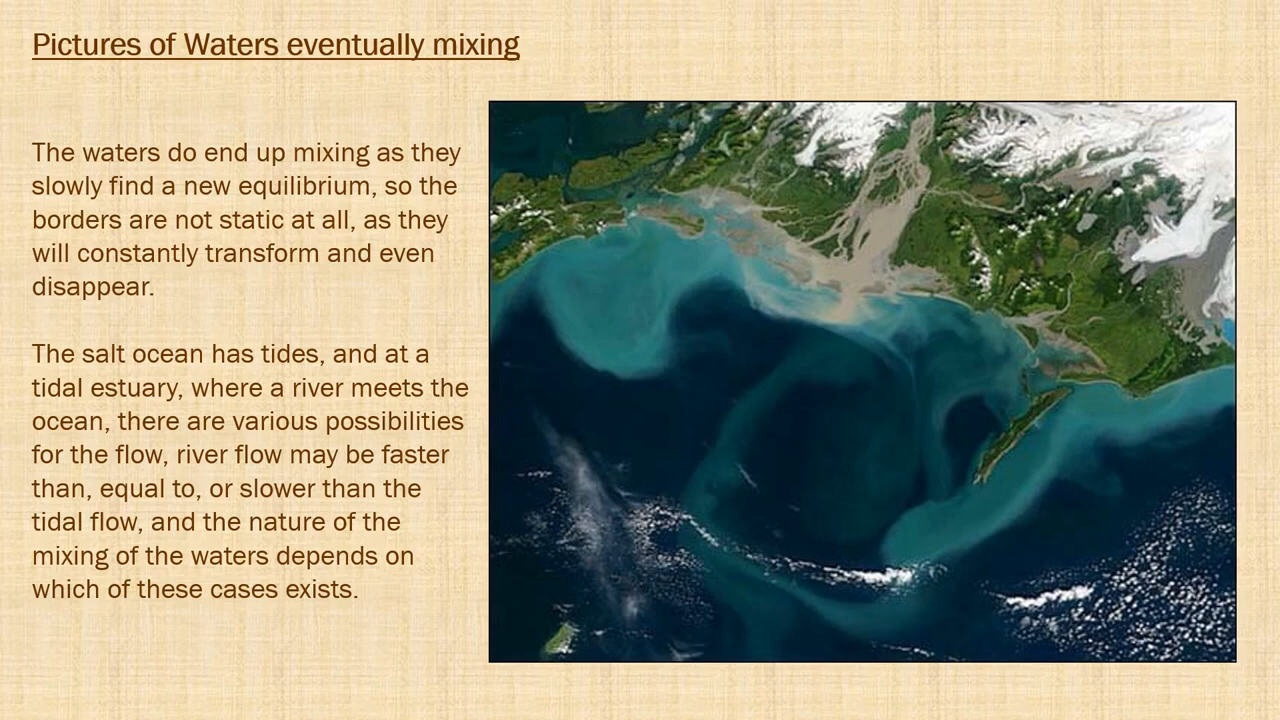 Pictures of Waters eventually mixing
The waters do end up mixing as they
slowly find a new equilibrium, so the
borders are not static at all, as they
will constantly transform and even
disappear.
The salt ocean has tides, and at a
tidal estuary, where a river meets the
ocean, there are various possibilities
for the flow, river flow may be faster
than, equal to, or slower than the
tidal flow, and the nature of the
mixing of the waters depends on
which of these cases exists.